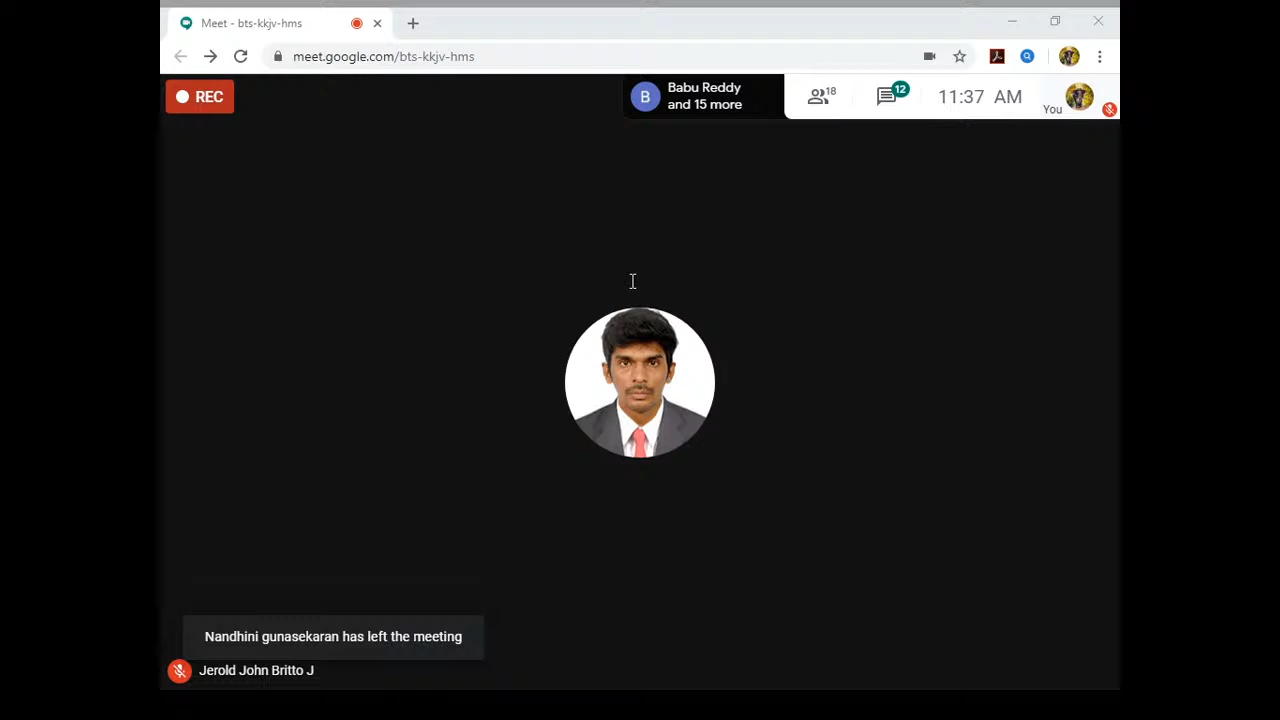 Meet - bts-kkjv-hms
meet.google.com/bts-kkjv-hms
REC
B
Babu Reddy
and 15 more
18
12
11:37 AM
You
Nandhini gunasekaran has left the meeting
Jerold John Britto J